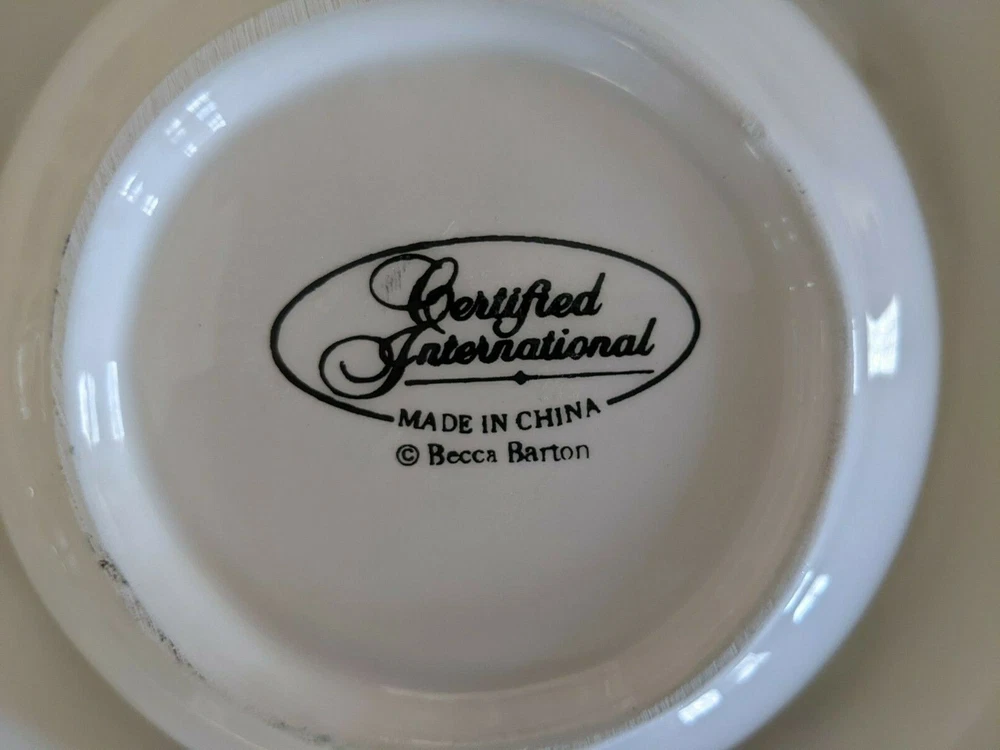 Certified
International
MADE IN CHINA
© Becca Barton